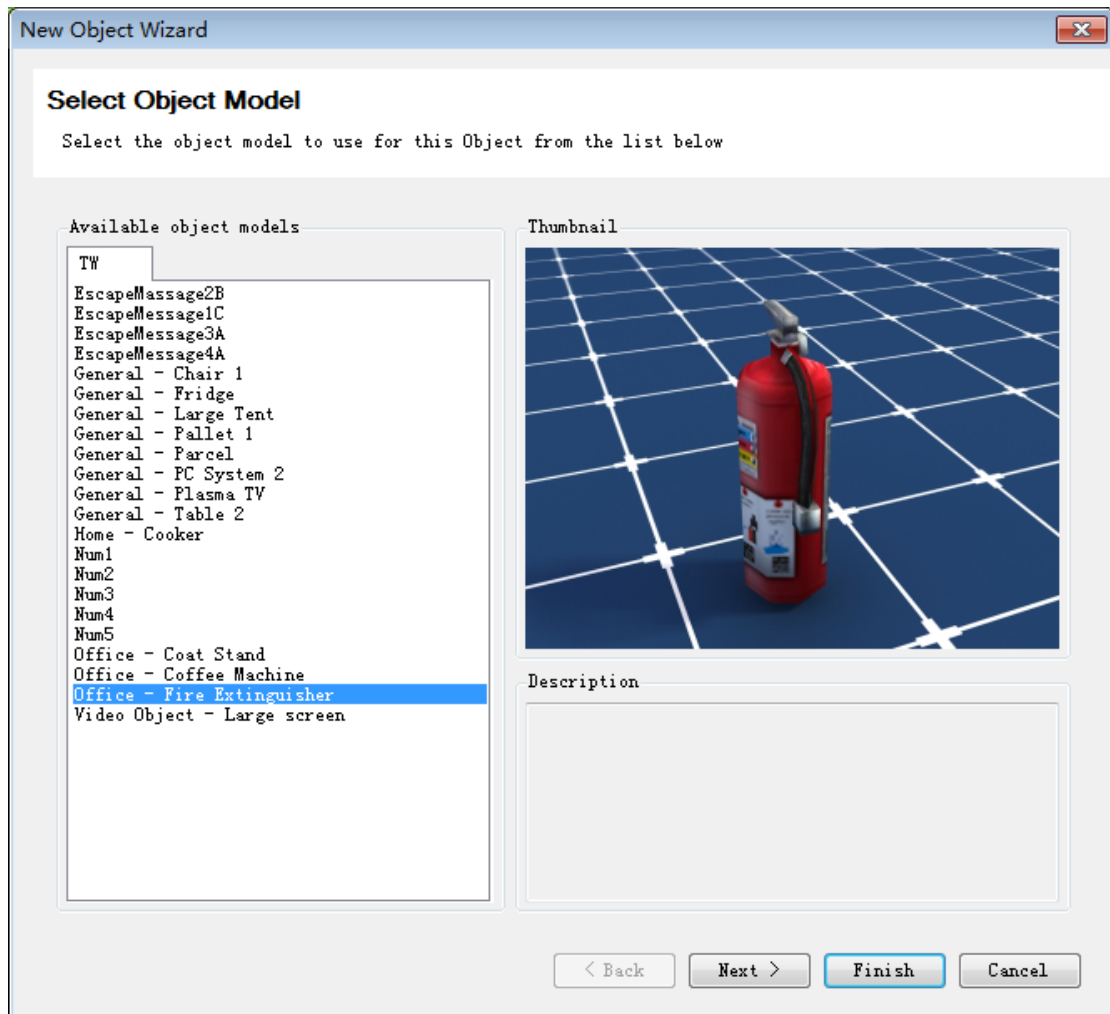 New Object Wizard
Select Object Model
Select the object model to use for this Object from the list below
Available object models
TW
EscapeMassage2B
EscapeMessage1C
EscapeMessage3A
EscapeMessage4A
General - Chair 1
General - Fridge
General - Large Tent
General - Pallet 1
General - Parcel
General - PC System 2
General - Plasma TV
General - Table 2
Home - Cooker
Num1
Num2
Num3
Num4
Num5
Office - Coat Stand
Office - Coffee Machine
Office - Fire Extinguisher
Video Object - Large screen
Thumbnail
Description
< Back
Next >
Finish
Cancel